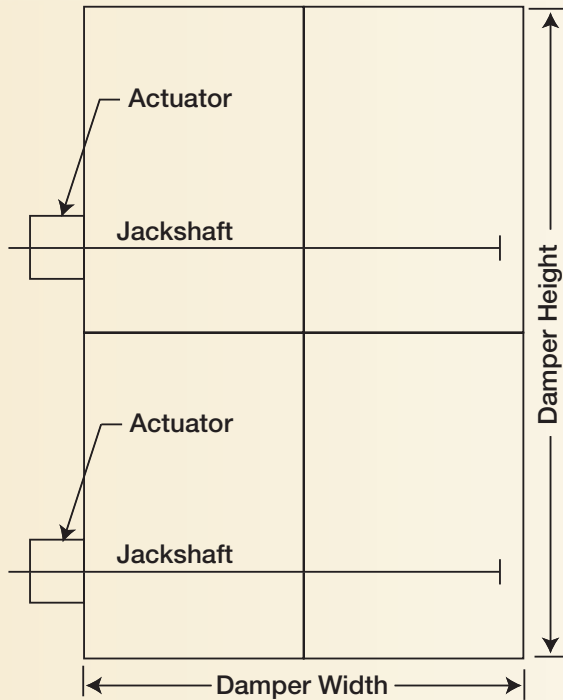 Actuator
Jackshaft
Damper Height
Actuator
Jackshaft
Damper Width